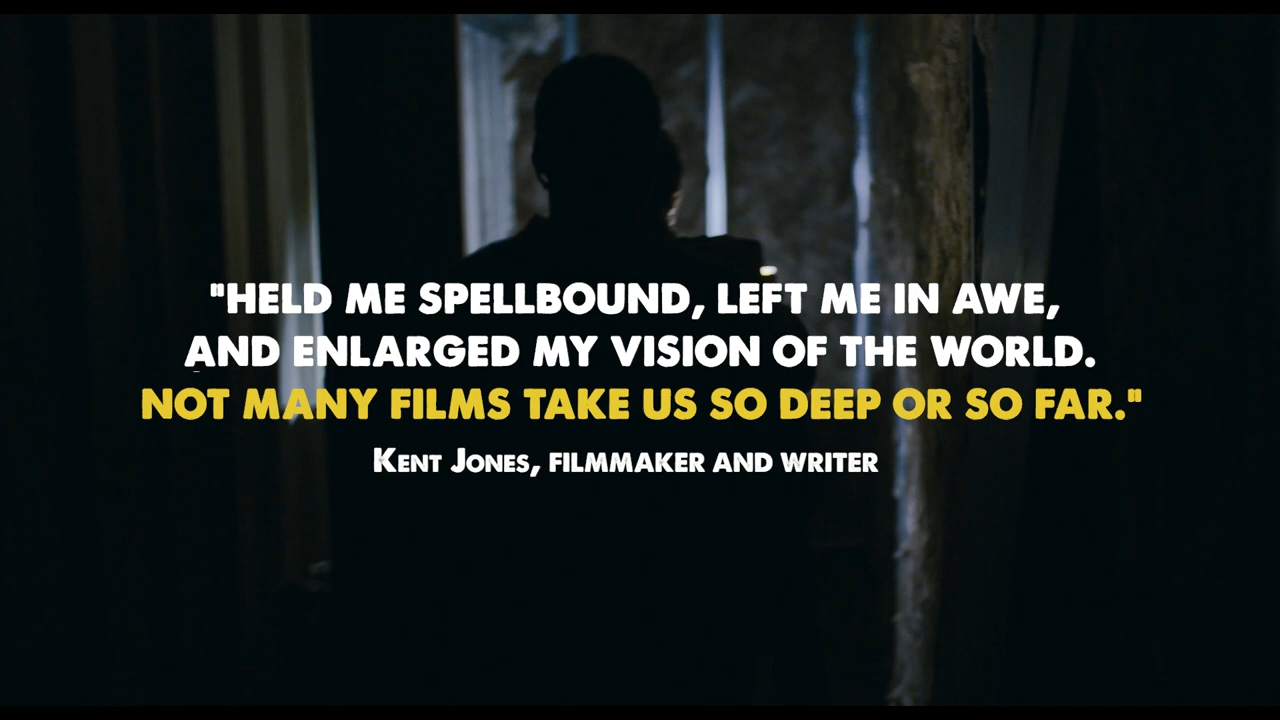 "HELD ME SPELLBOUND, LEFT ME IN AWE,
AND ENLARGED MY VISION OF THE WORLD.
NOT MANY FILMS TAKE US SO DEEP OR SO FAR."
KENT JONES, FILMMAKER AND WRITER